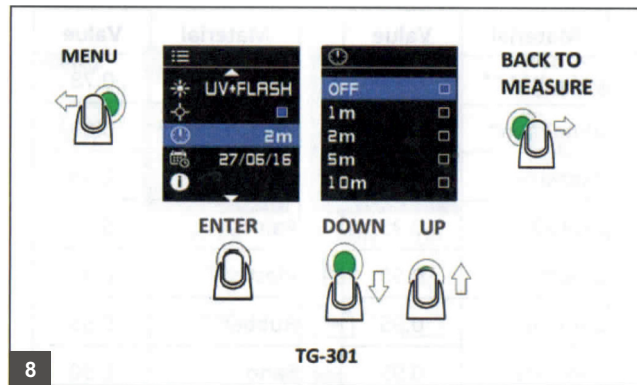 MENU
UV+FLASH
2m
27/06/16
OFF
1m
2m
5m
10m
BACK TO
MEASURE
ENTER
DOWN
UP
TG-301
8